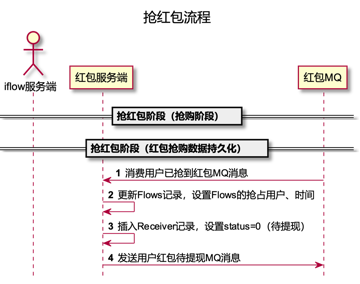 抢红包流程
iflow服务端
红包服务端
红包MQ
抢红包阶段（抢购阶段）
抢红包阶段（红包抢购数据持久化）
1 消费用户已抢到红包MQ消息
2 更新Flows记录，设置Flows的抢占用户、时间
3 插入Receiver记录，设置status=0（待提现）
4 发送用户红包待提现MQ消息